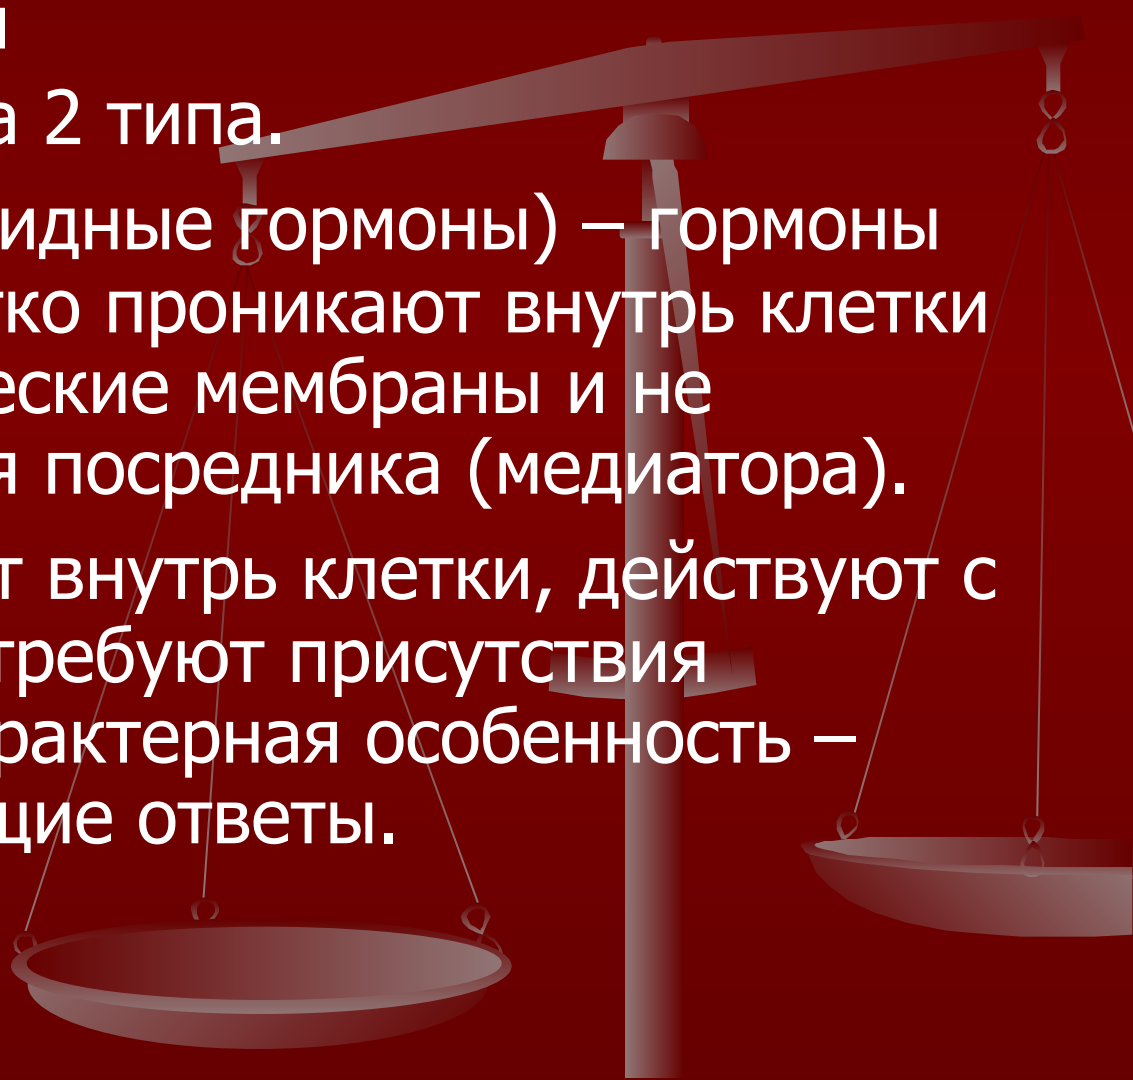 а 2 типа.
идные гормоны) – гормоны
гко проникают внутрь клетки
еские мембраны и не
я посредника (медиатора).
т внутрь клетки, действуют с
требуют присутствия
рактерная особенность –
щие ответы.